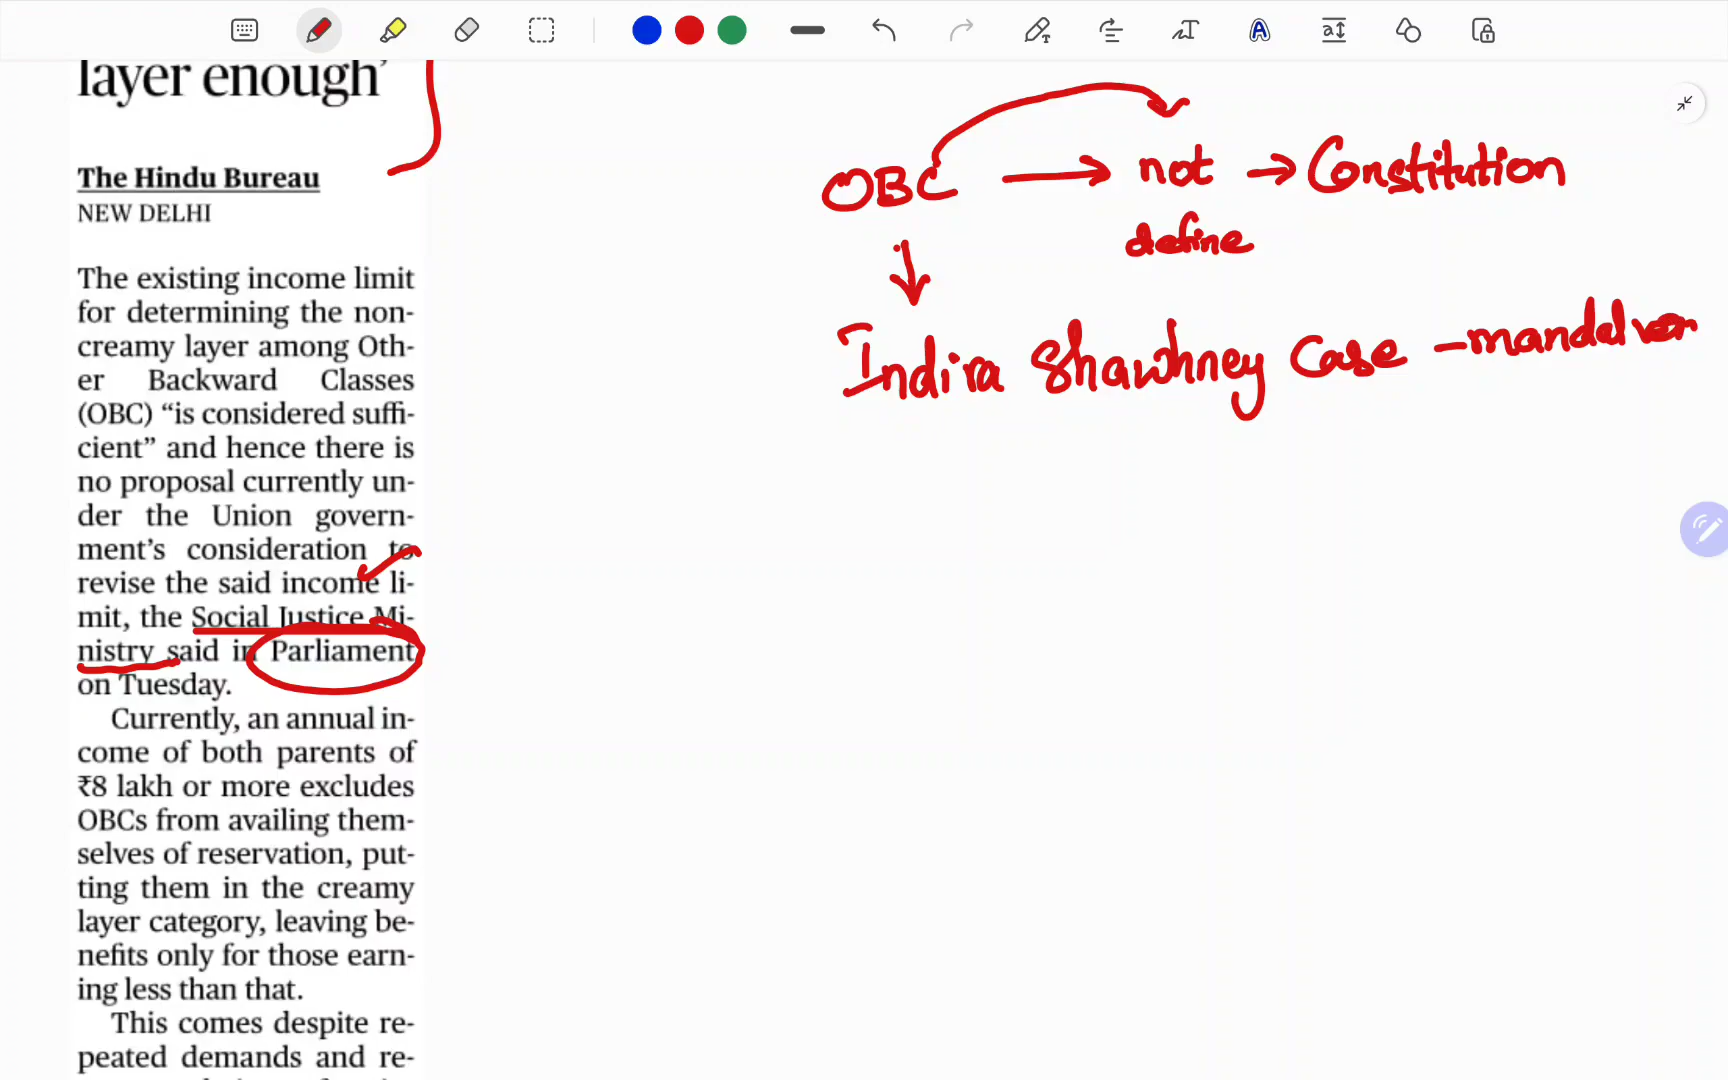 layer enough’
The Hindu Bureau
NEW DELHI
The existing income limit
for determining the non-
creamy layer among Oth-
er Backward Classes
(OBC) “is considered suffi-
cient” and hence there is
no proposal currently un-
der the Union govern-
ment’s consideration to
revise the said income li-
mit, the Social Justice Mi-
nistry said in Parliament
on Tuesday.
Currently, an annual in-
come of both parents of
₹8 lakh or more excludes
OBCs from availing them-
selves of reservation, put-
ting them in the creamy
layer category, leaving be-
nefits only for those earn-
ing less than that.
This comes despite re-
peated demands and re-
OBC → not → Constitution
define
Indira Shawhney Case -